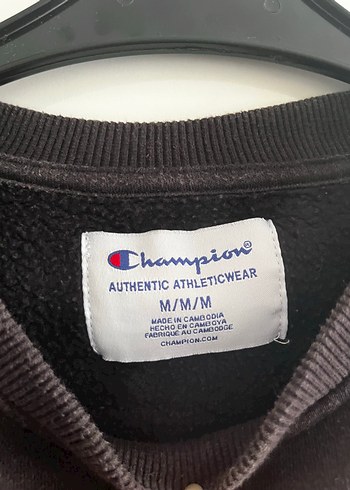 Champion®
AUTHENTIC ATHLETICWEAR
M/M/M
MADE IN CAMBODIA
HECHO EN CAMBOYA
FABRIQUÉ AU CAMBODGE
CHAMPION.COM